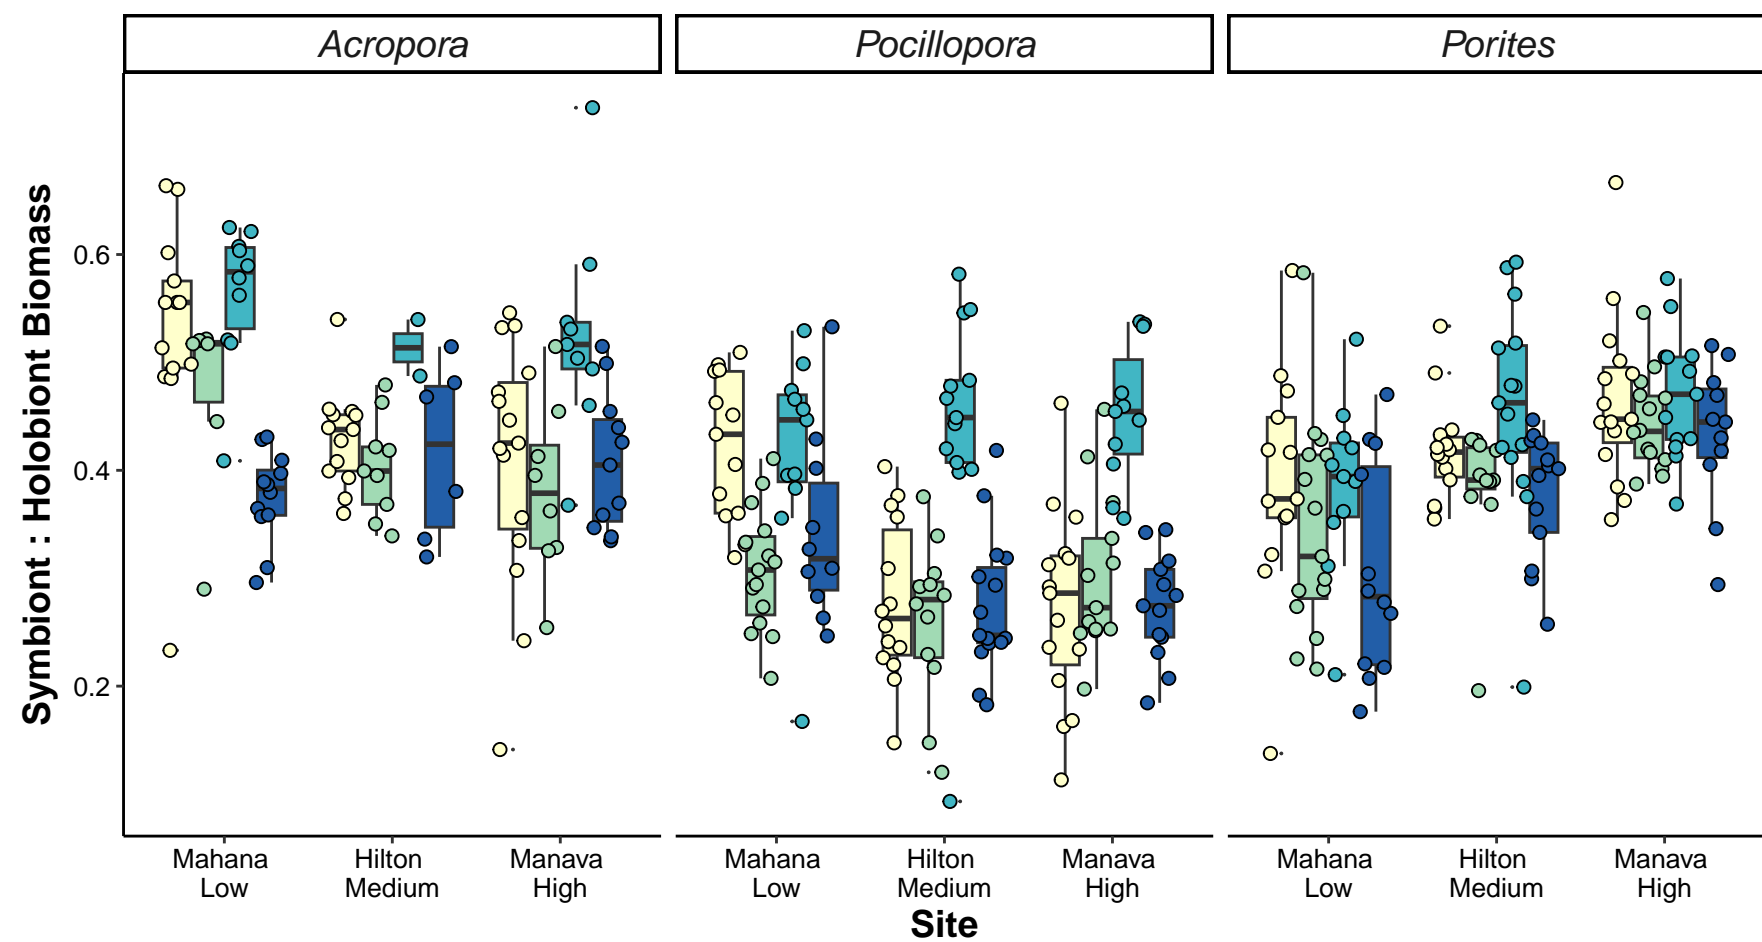 Acropora
Pocillopora
Porites
Symbiont : Holobiont Biomass
0.6
0.4
0.2
Mahana
Low
Hilton
Medium
Manava
High
Mahana
Low
Hilton
Medium
Manava
High
Mahana
Low
Hilton
Medium
Manava
High
Site